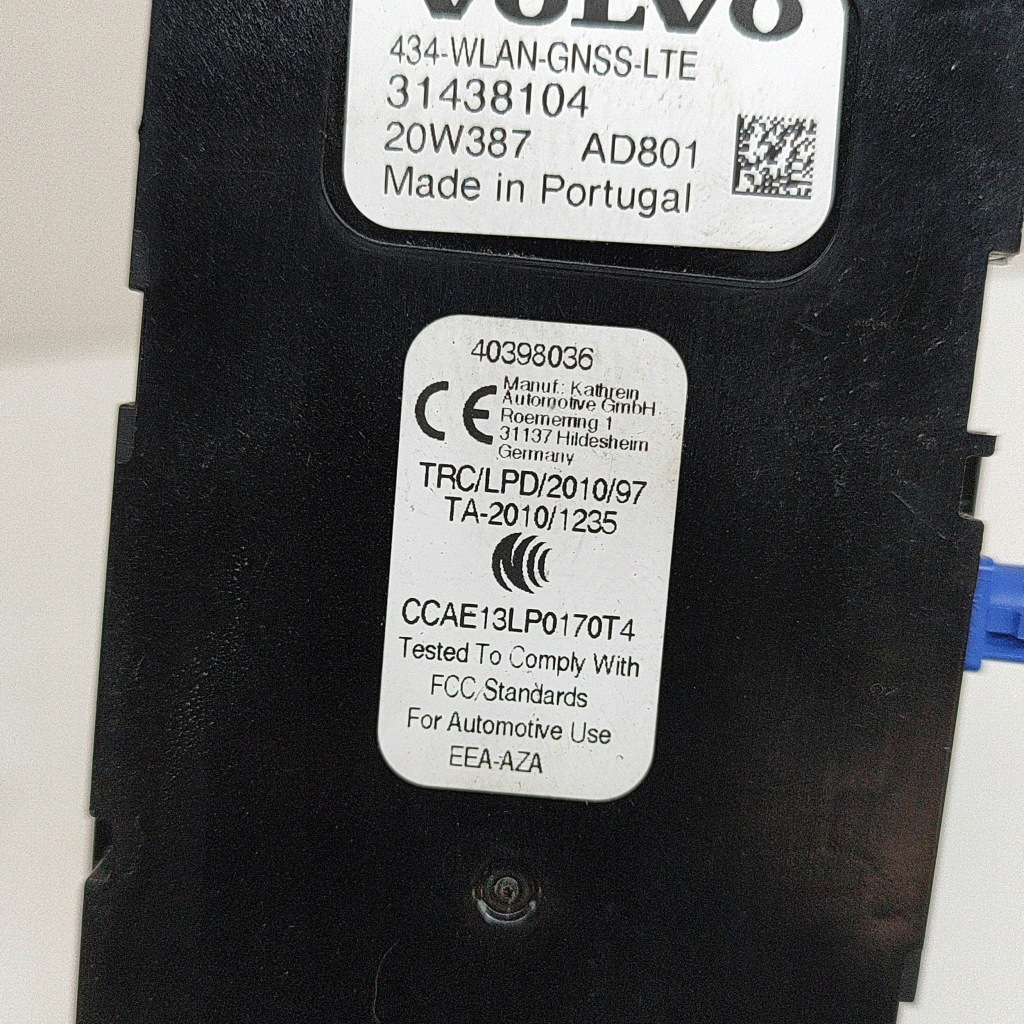 VOLVO
434-WLAN-GNSS-LTE
31438104
20W387 AD801
Made in Portugal
40398036
CE Manuf.: Kathrein
Automotive GmbH
Roemerring 1
31137 Hildesheim
Germany
TRC/LPD/2010/97
TA-2010/1235
CCAE13LP0170T4
Tested To Comply With
FCC Standards
For Automotive Use
EEA-AZA